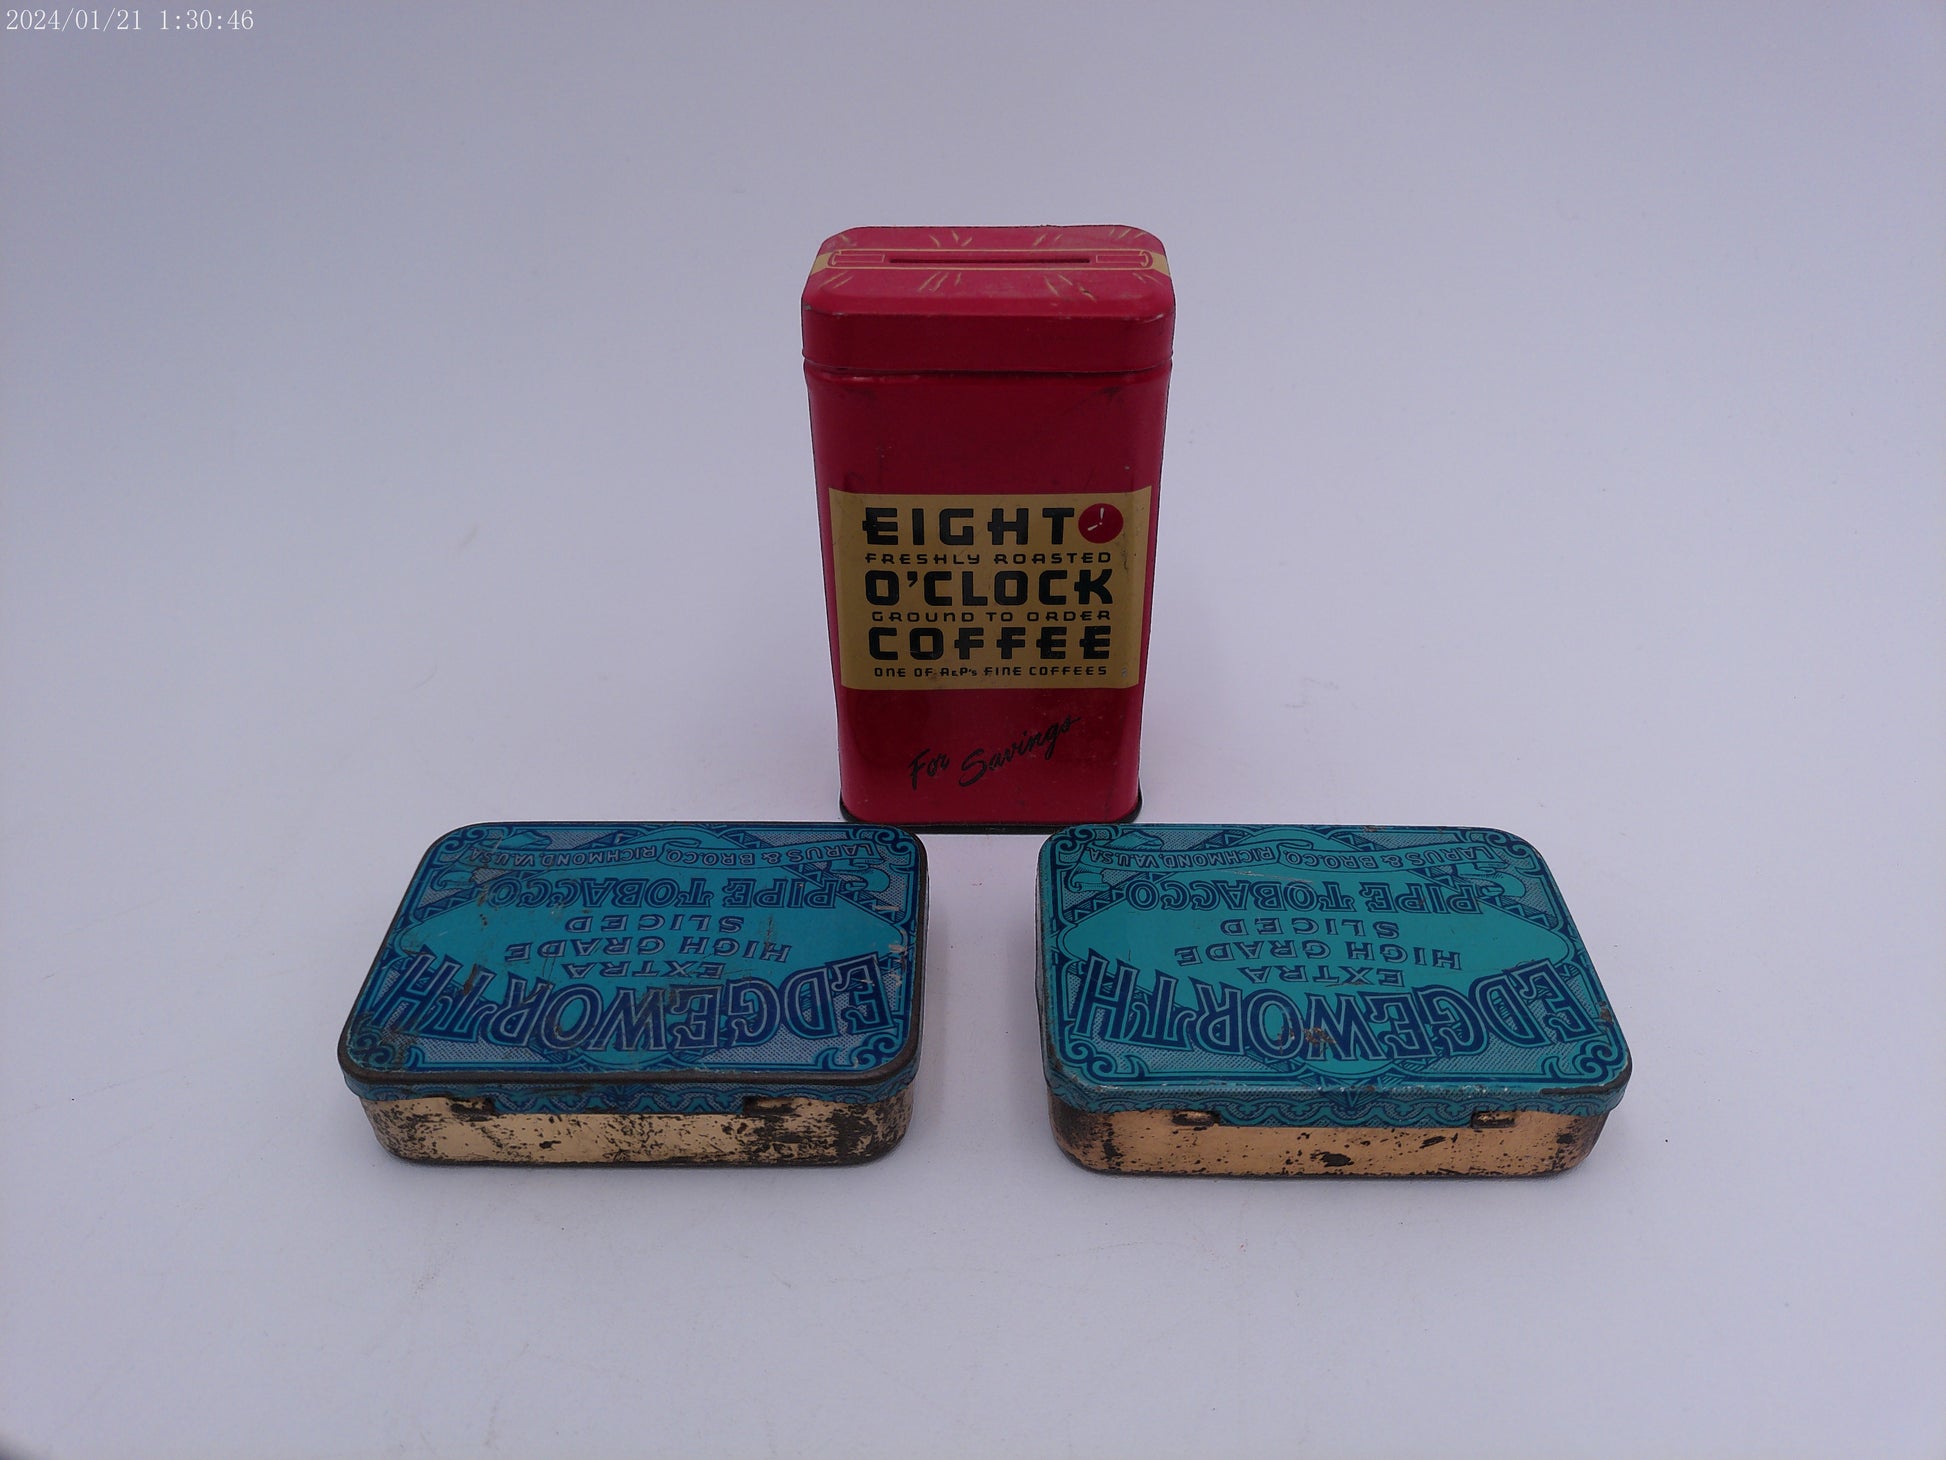 2024/01/21 1:30:46
EIGHT
FRESHLY ROASTED
O'CLOCK
GROUND TO ORDER
COFFEE
ONE OF A&P's FINE COFFEES
For Savings
EDGEWORTH
EXTRA
HIGH GRADE
SLICED
PIPE TOBACCO
LARUS & BRO.CO. RICHMOND, VA.U.S.A.
EDGEWORTH
EXTRA
HIGH GRADE
SLICED
PIPE TOBACCO
LARUS & BRO.CO. RICHMOND, VA.U.S.A.